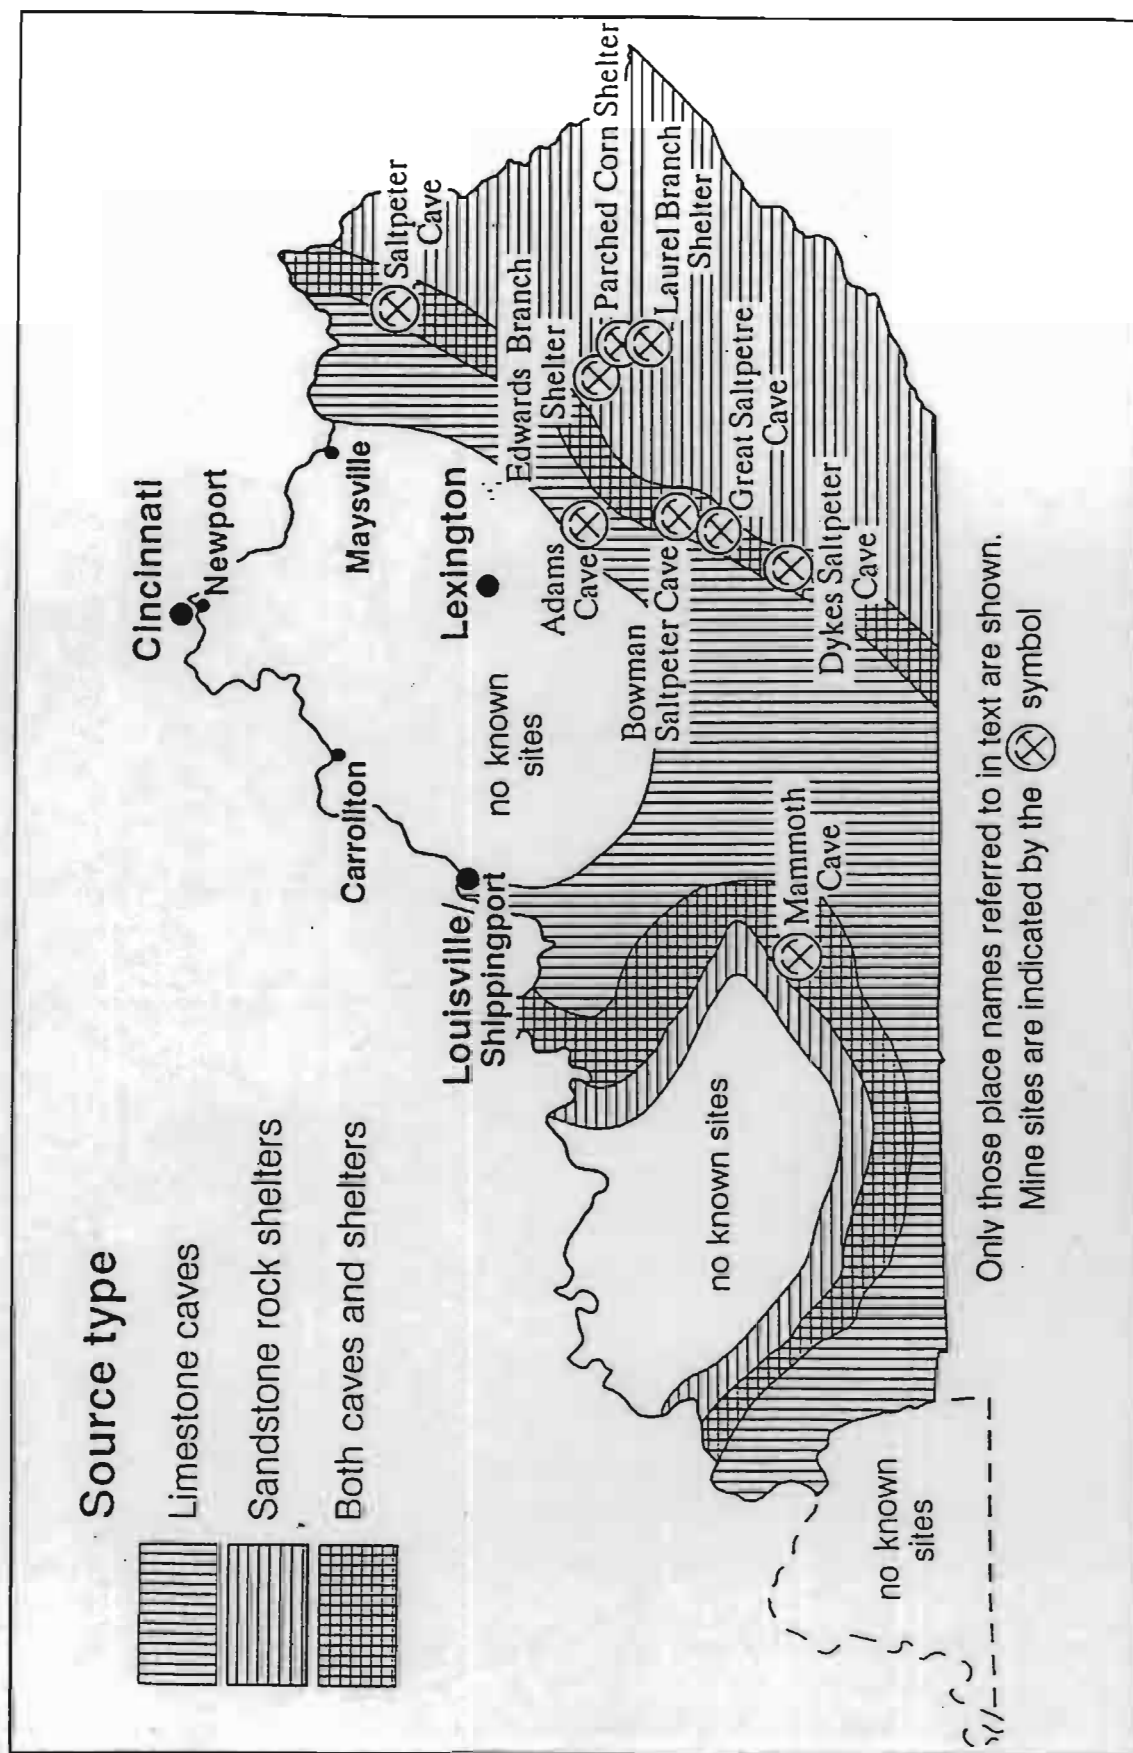 Source type
Limestone caves
Sandstone rock shelters
Both caves and shelters
Cincinnati
Newport
Maysville
Carrollton
Lexington
Louisville/
Shippingport
no known
sites
no known sites
no known
sites
Saltpeter
Cave
Edwards Branch
Shelter
Parched Corn Shelter
Laurel Branch
Shelter
Adams
Cave
Bowman
Saltpeter Cave
Great Saltpetre
Cave
Dykes Saltpeter
Cave
Mammoth
Cave
Only those place names referred to in text are shown.
Mine sites are indicated by the symbol